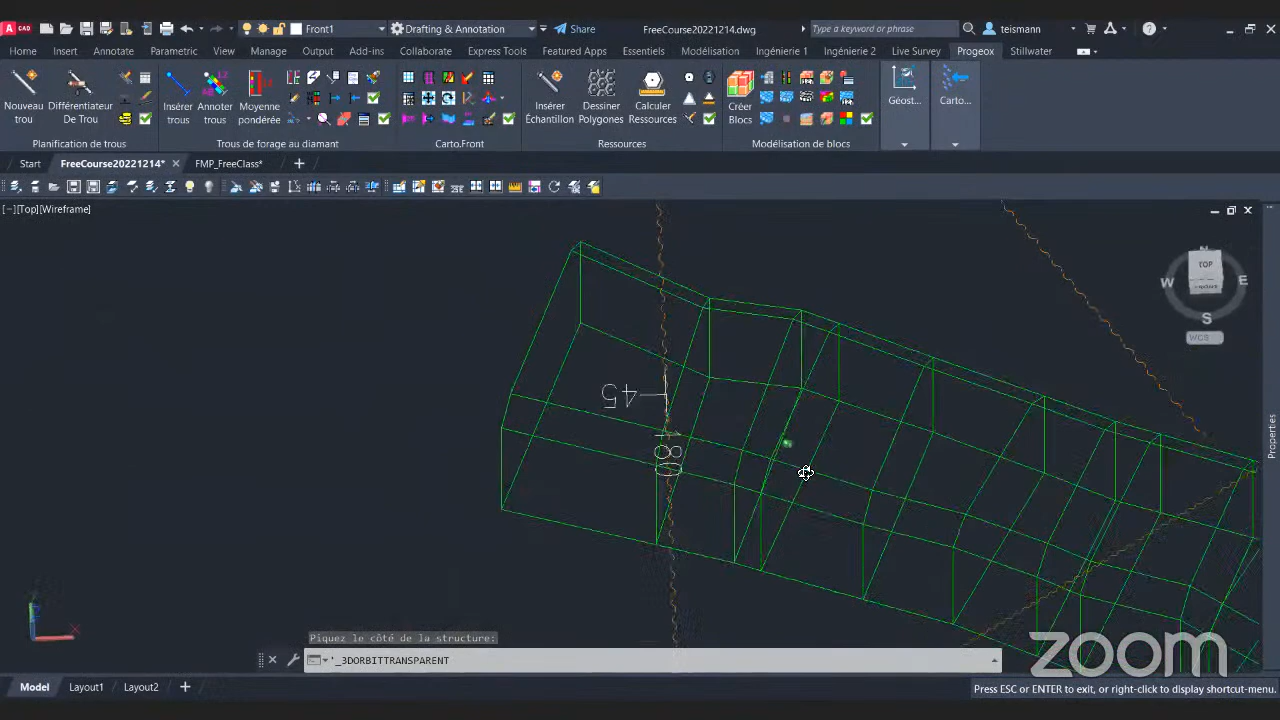 A CAD Front1 Drafting & Annotation Share FreeCourse20221214.dwg Type a keyword or phrase teismann
Home Insert Annotate Parametric View Manage Output Add-ins Collaborate Express Tools Featured Apps Essentiels Modélisation Ingénierie 1 Ingénierie 2 Live Survey Progeox Stillwater
Nouveau trou
Différentiateur De Trou
Insérer trous
Annoter trous
Moyenne pondérée
Insérer Échantillon
Dessiner Polygones
Calculer Ressources
Créer Blocs
Géost...
Carto...
Planification de trous Trous de forage au diamant Carto.Front Ressources Modélisation de blocs
Start FreeCourse20221214* FMP_FreeClass*
[−][Top][Wireframe]
N
TOP
W E
S
WCS
45
180
Properties
Piquez le côté de la structure:
'_3DORBITTRANSPARENT
zoom
Model Layout1 Layout2
Press ESC or ENTER to exit, or right-click to display shortcut-menu.